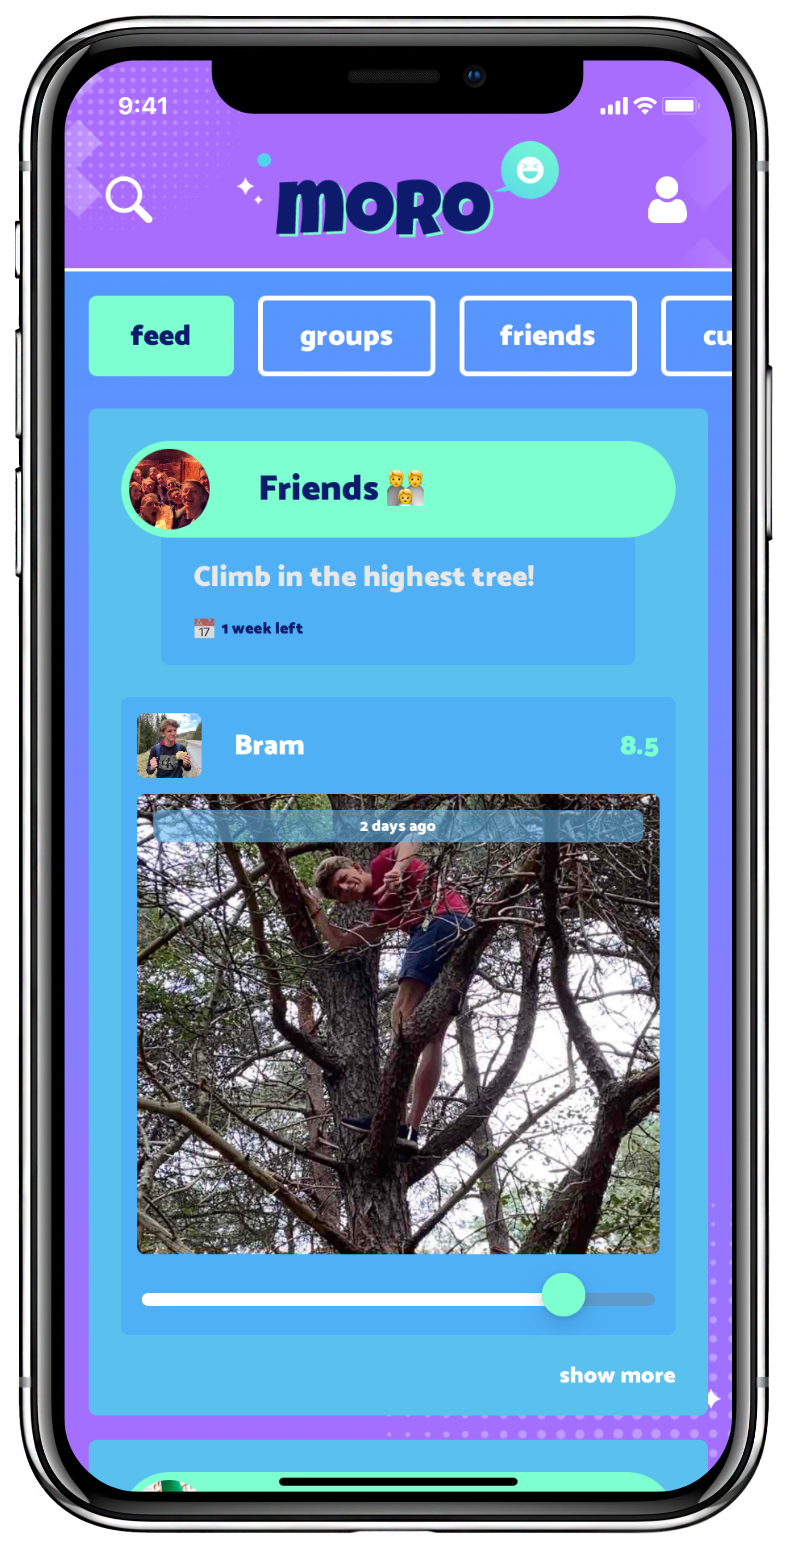 9:41
moRo
feed
groups
friends
cu
Friends 👨‍👩‍👦
Climb in the highest tree!
📅 1 week left
Bram
8.5
2 days ago
show more